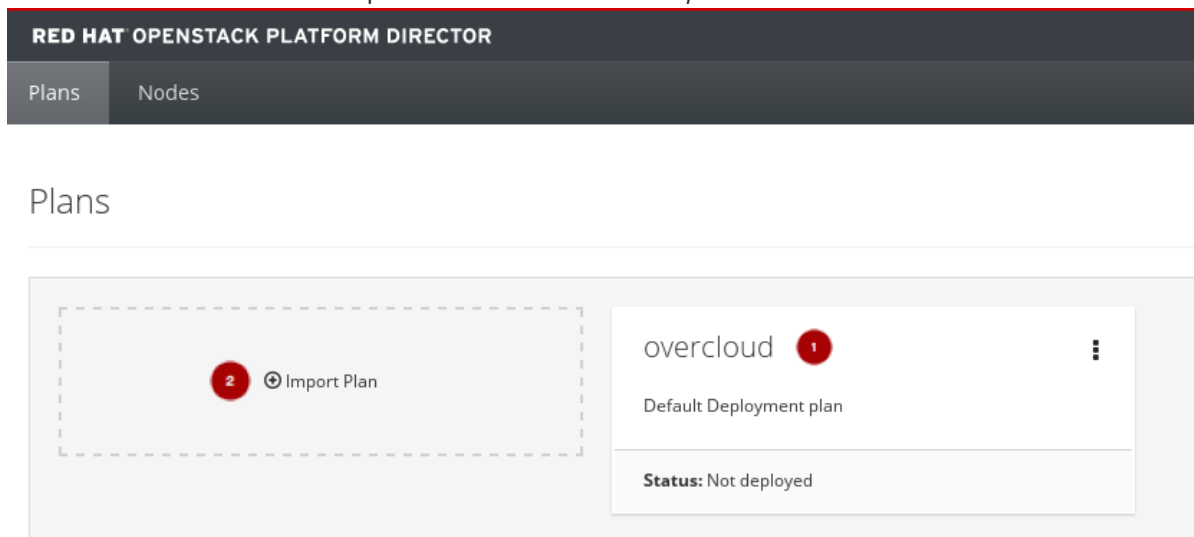 RED HAT OPENSTACK PLATFORM DIRECTOR
Plans Nodes
Plans
overcloud 1
2 Import Plan
Default Deployment plan
Status: Not deployed